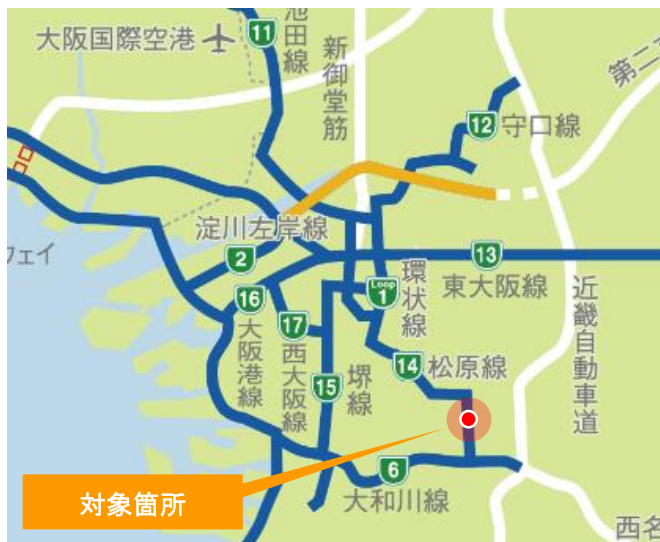 大阪国際空港
11
池田線
新御堂筋
第二
12
守口線
淀川左岸線
2
ウェイ
13
東大阪線
Loop
1
環状線
近畿自動車道
16
大阪港線
17
西大阪線
15
堺線
14
松原線
6
大和川線
対象箇所
西名